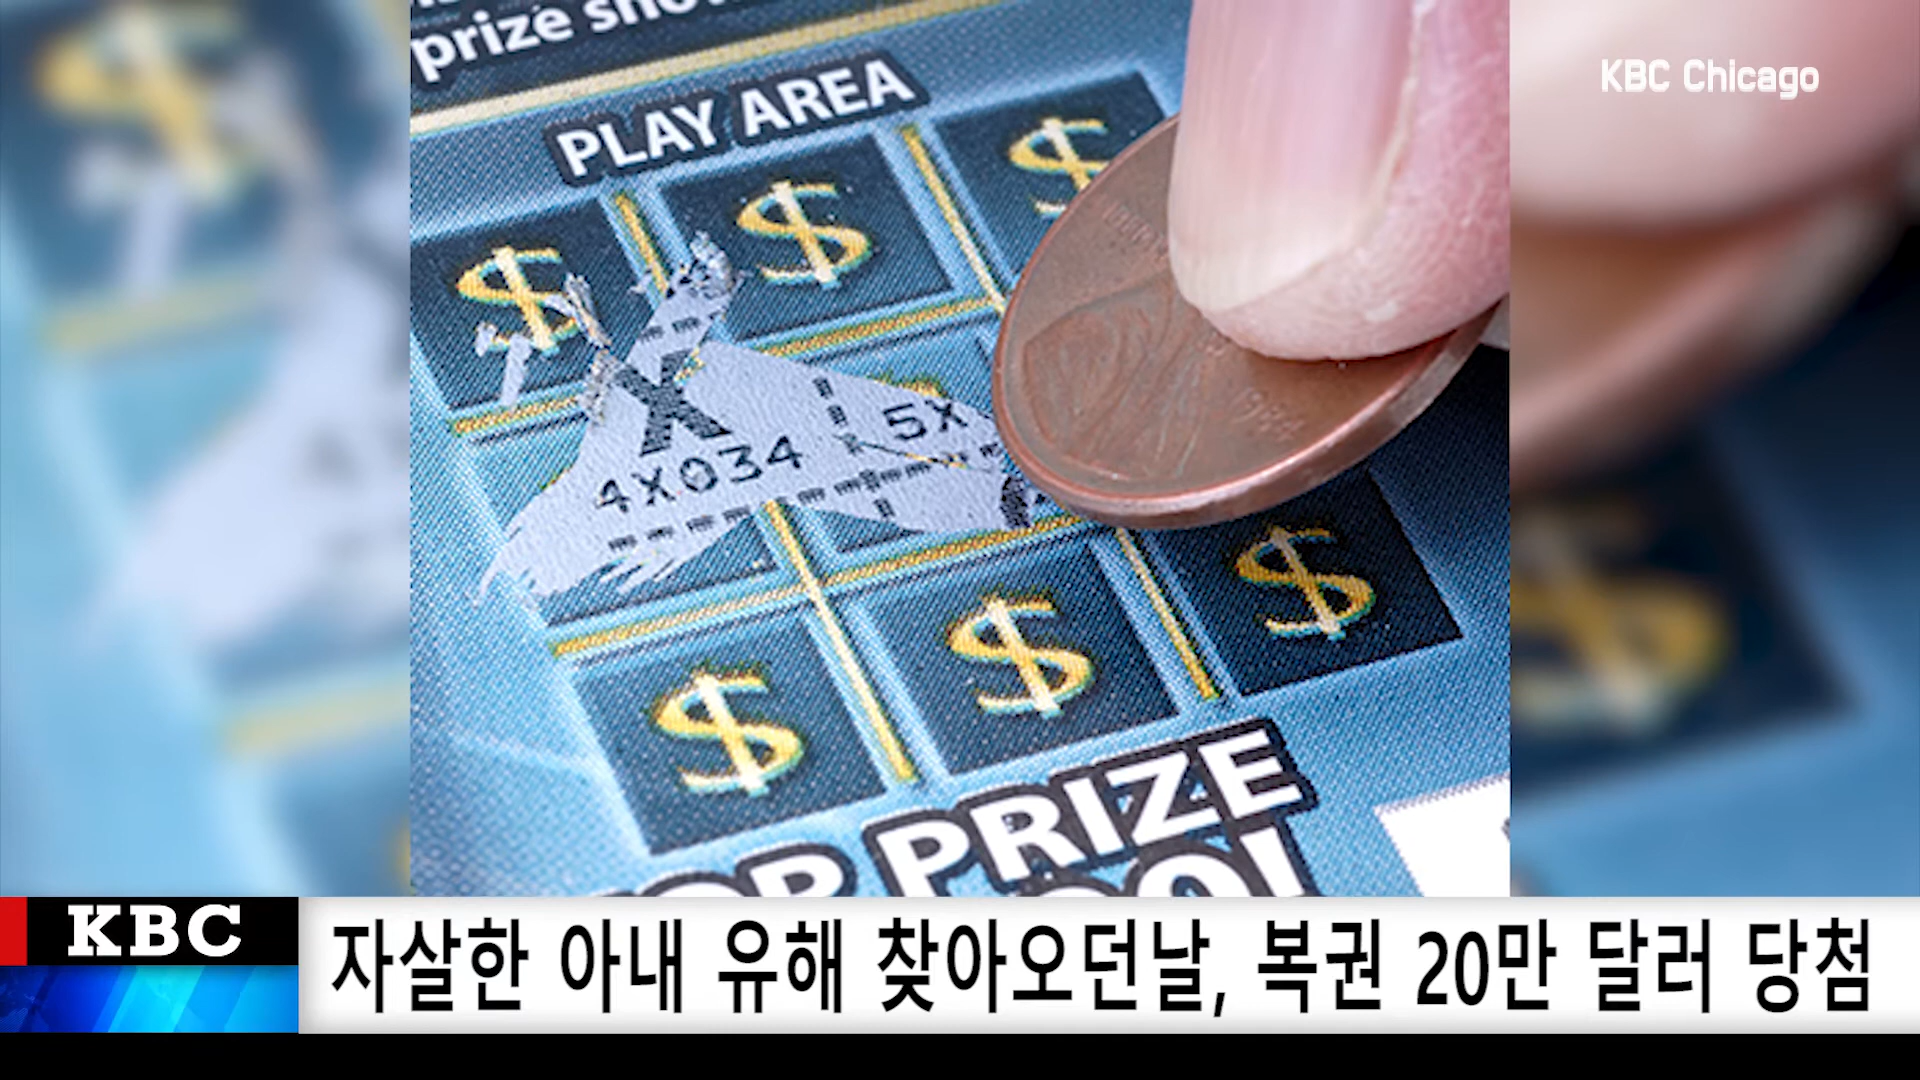 prize
KBC Chicago
PLAY AREA
$ $ $
X
4X034
5X
$ $ $
PRIZE
KBC
자살한 아내 유해 찾아오던날, 복권 20만 달러 당첨